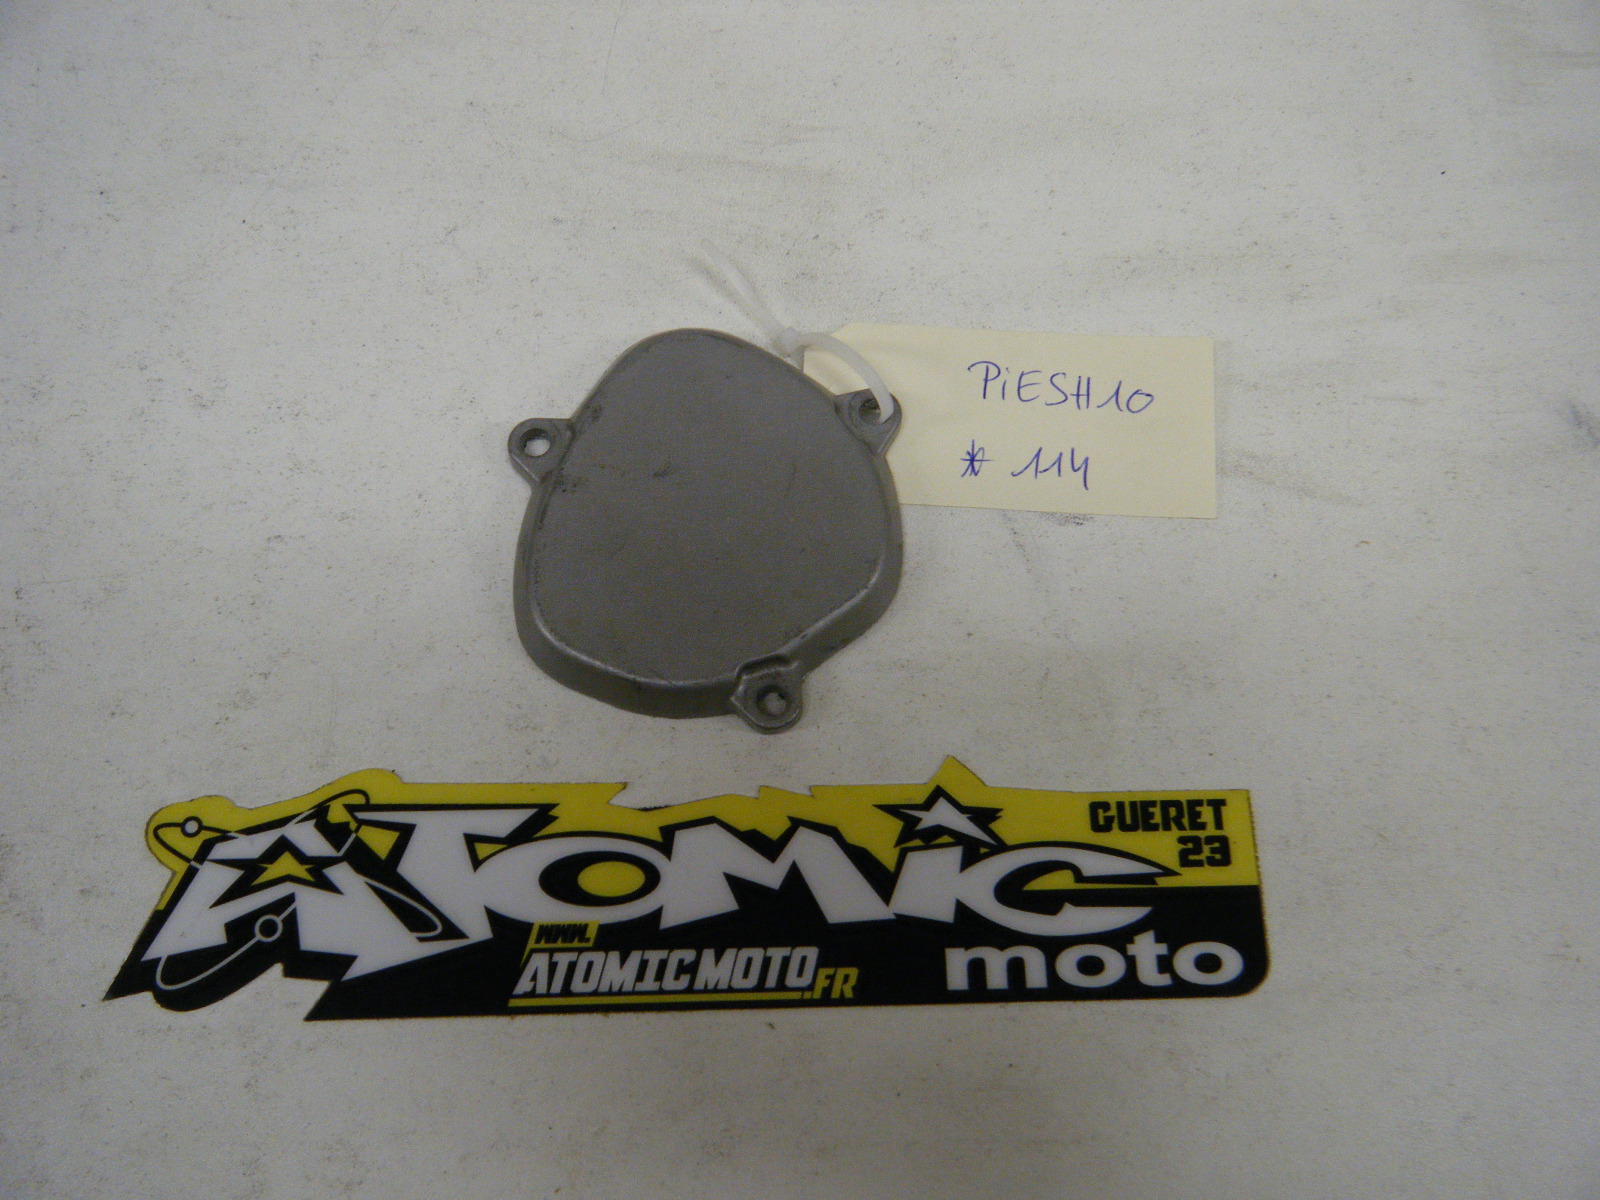 PiESH10
* 114
ATOMIC
GUERET
23
WWW.
ATOMICMOTO.FR
moto